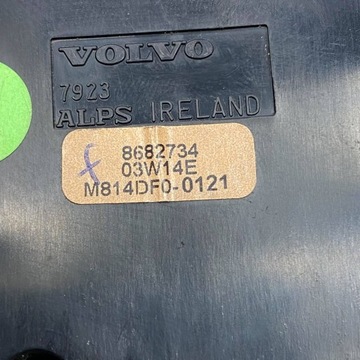 VOLVO
7923
ALPS IRELAND
8682734
03W14E
M814DF0-0121